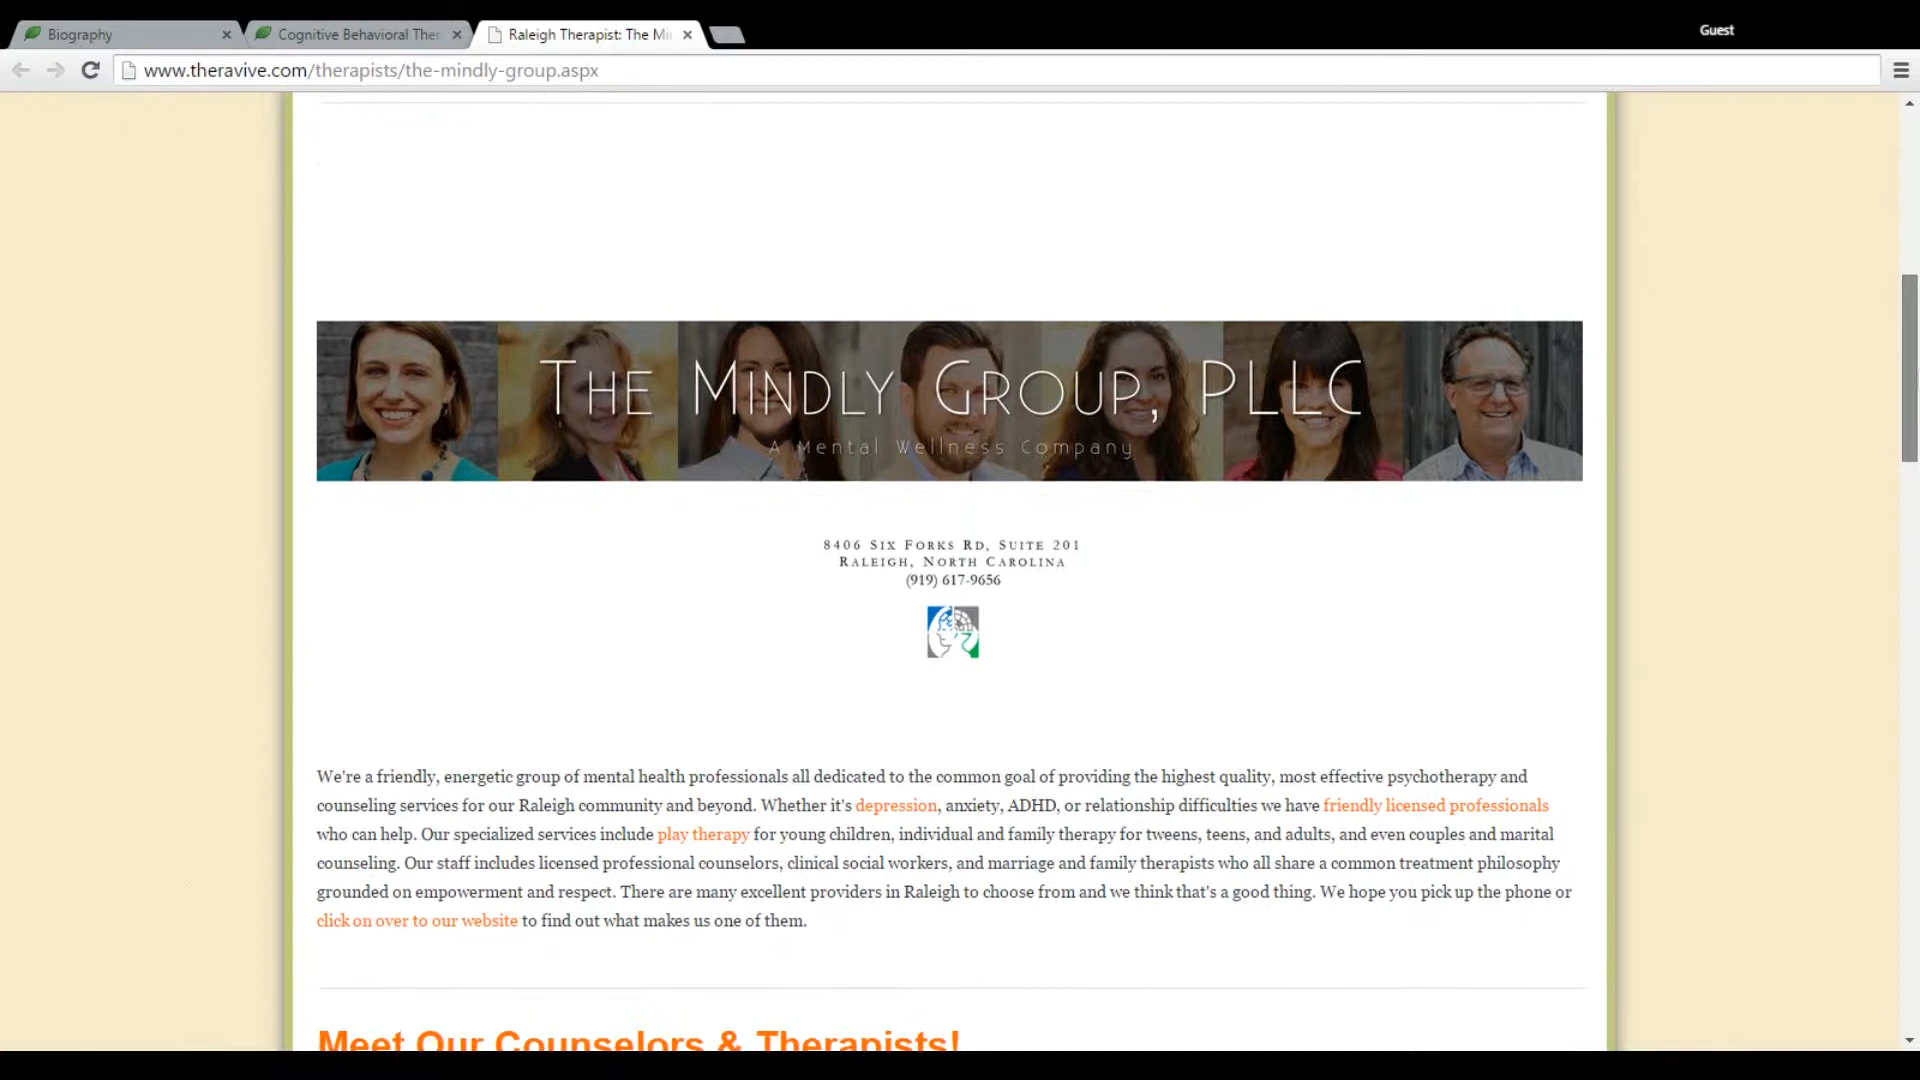 Biography
Cognitive Behavioral Ther
Raleigh Therapist: The Mi
Guest
www.theravive.com/therapists/the-mindly-group.aspx
The Mindly Group, PLLC
A Mental Wellness Company
8406 Six Forks Rd, Suite 201
Raleigh, North Carolina
(919) 617-9656
We're a friendly, energetic group of mental health professionals all dedicated to the common goal of providing the highest quality, most effective psychotherapy and
counseling services for our Raleigh community and beyond. Whether it's depression, anxiety, ADHD, or relationship difficulties we have friendly licensed professionals
who can help. Our specialized services include play therapy for young children, individual and family therapy for tweens, teens, and adults, and even couples and marital
counseling. Our staff includes licensed professional counselors, clinical social workers, and marriage and family therapists who all share a common treatment philosophy
grounded on empowerment and respect. There are many excellent providers in Raleigh to choose from and we think that's a good thing. We hope you pick up the phone or
click on over to our website to find out what makes us one of them.
Meet Our Counselors & Therapists!